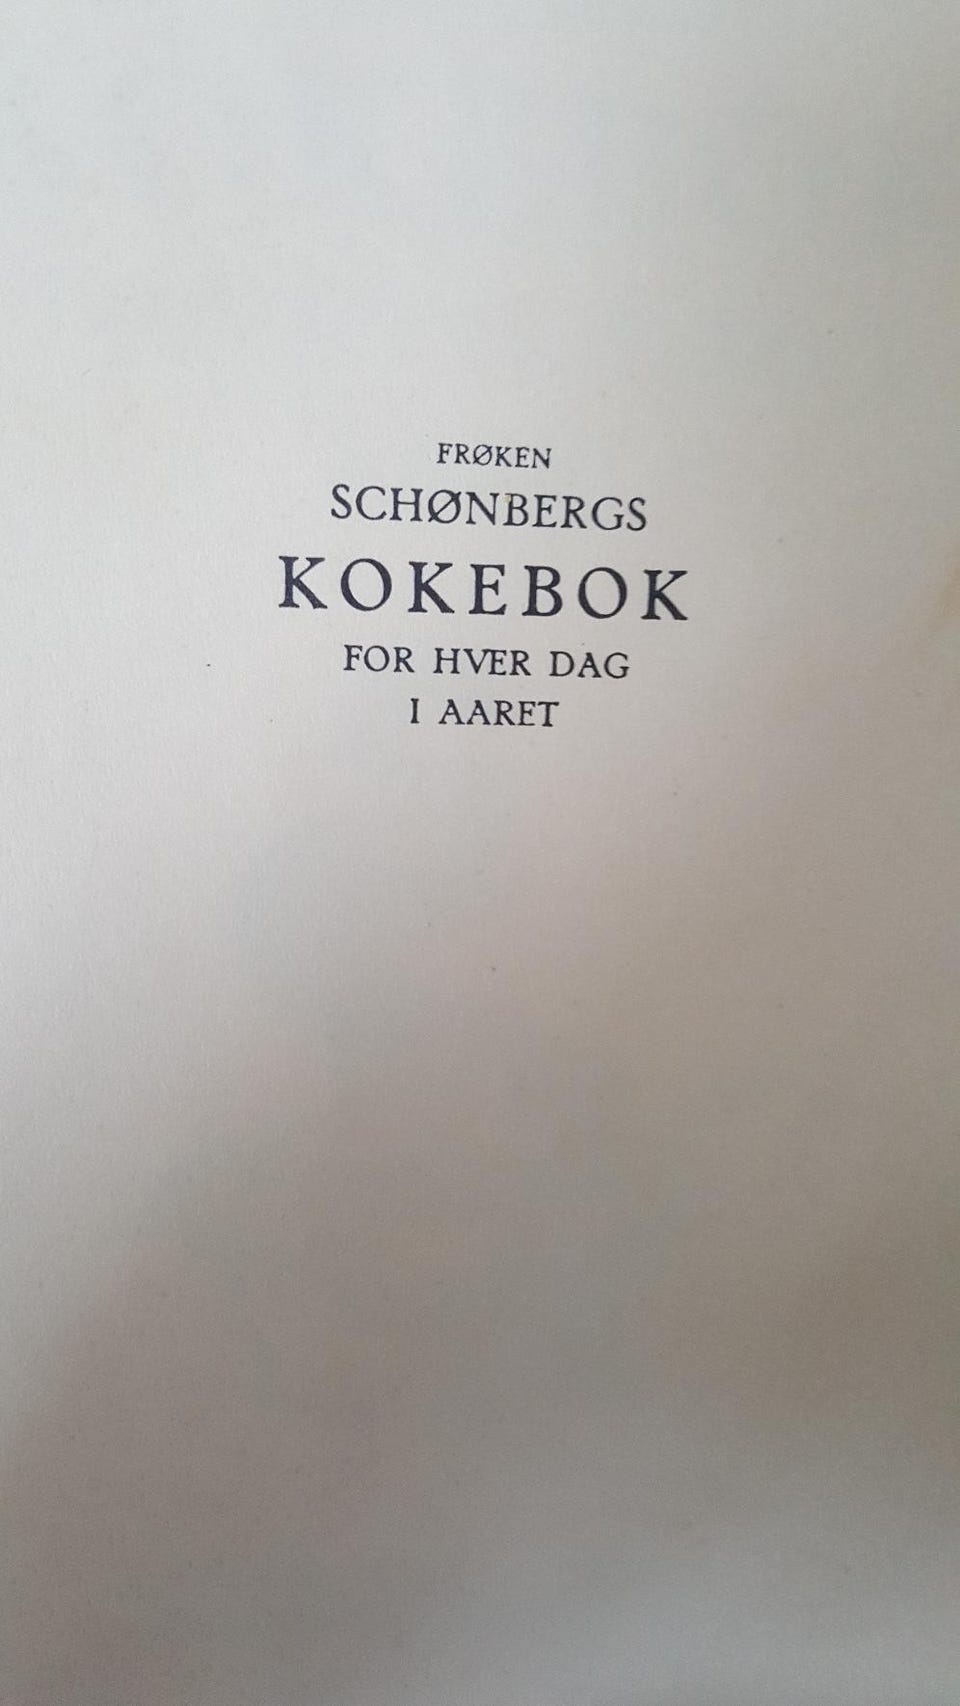 FRØKEN
SCHØNBERGS
KOKEBOK
FOR HVER DAG
I AARET